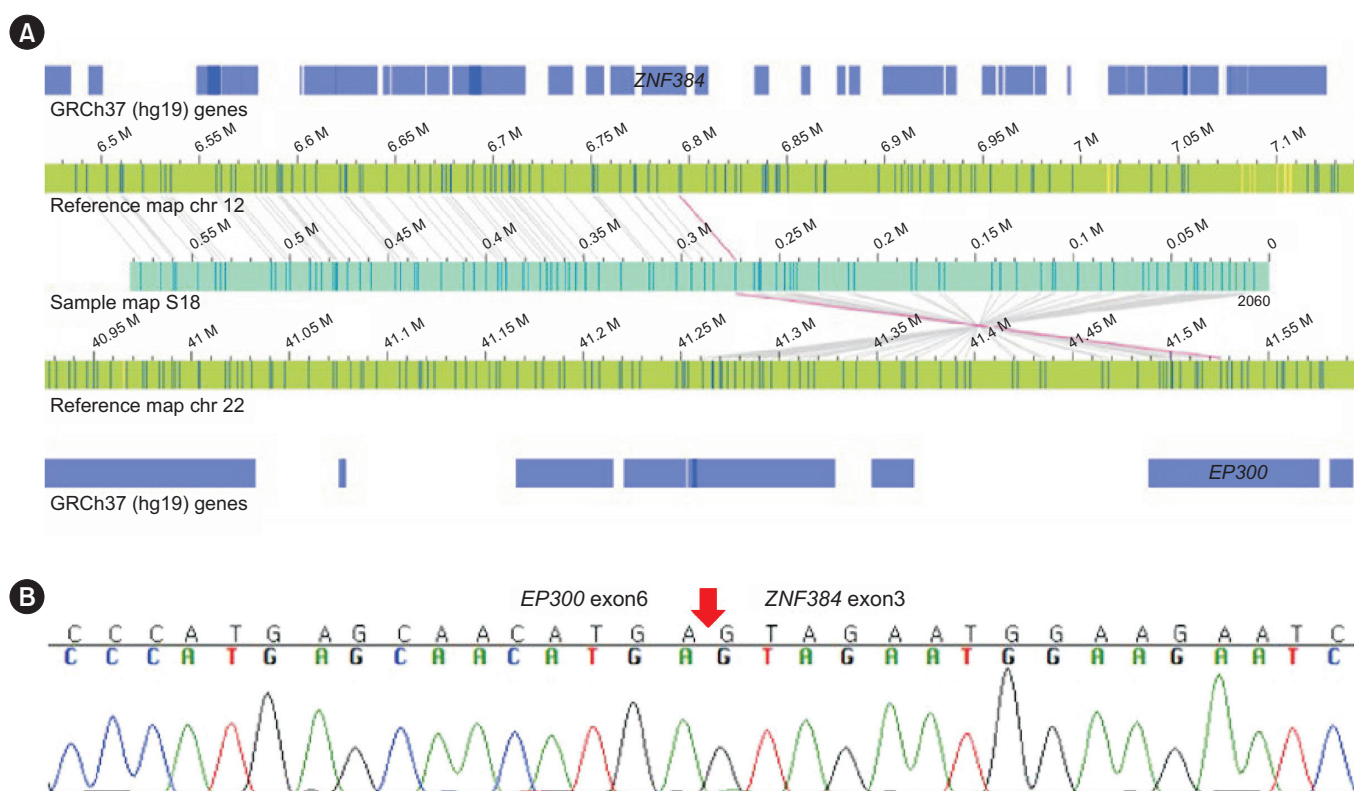 A
ZNF384
GRCh37 (hg19) genes
6.5 M 6.55 M 6.6 M 6.65 M 6.7 M 6.75 M 6.8 M 6.85 M 6.9 M 6.95 M 7 M 7.05 M 7.1 M
Reference map chr 12
0.55 M 0.5 M 0.45 M 0.4 M 0.35 M 0.3 M 0.25 M 0.2 M 0.15 M 0.1 M 0.05 M 0
Sample map S18
2060
40.95 M 41 M 41.05 M 41.1 M 41.15 M 41.2 M 41.25 M 41.3 M 41.35 M 41.4 M 41.45 M 41.5 M 41.55 M
Reference map chr 22
EP300
GRCh37 (hg19) genes
B
EP300 exon6 ZNF384 exon3
C C C A T G A G C A A C A T G A G T A G A A T G G A A G A A T C
C C C A T G A G C A A C A T G A G T A G A A T G G A A G A A T C